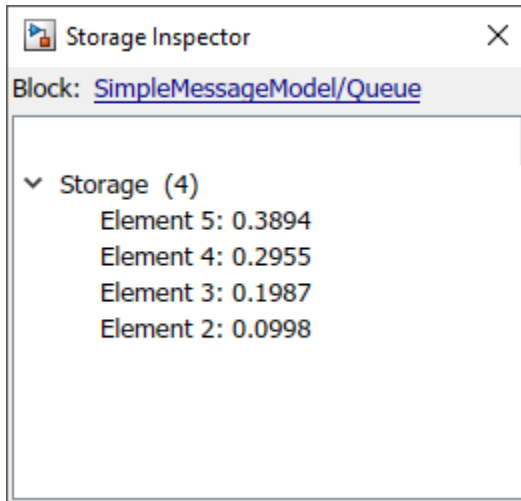 Storage Inspector
Block: SimpleMessageModel/Queue
Storage (4)
Element 5: 0.3894
Element 4: 0.2955
Element 3: 0.1987
Element 2: 0.0998